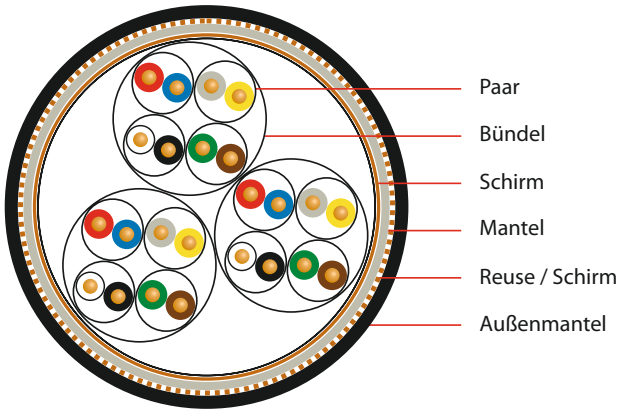 Paar
Bündel
Schirm
Mantel
Reuse / Schirm
Außenmantel